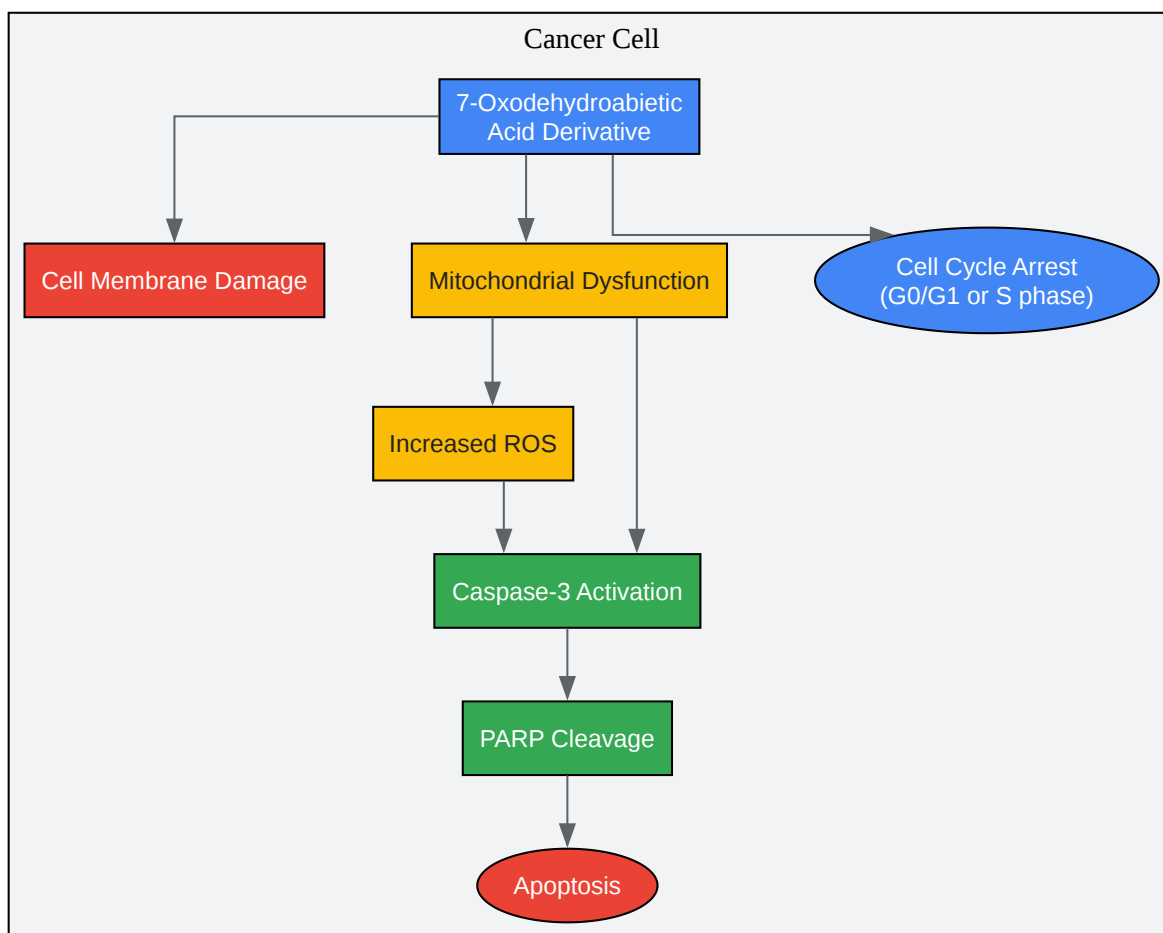 Cancer Cell
7-Oxodehydroabietic
Acid Derivative
Cell Membrane Damage
Mitochondrial Dysfunction
Cell Cycle Arrest
(G0/G1 or S phase)
Increased ROS
Caspase-3 Activation
PARP Cleavage
Apoptosis